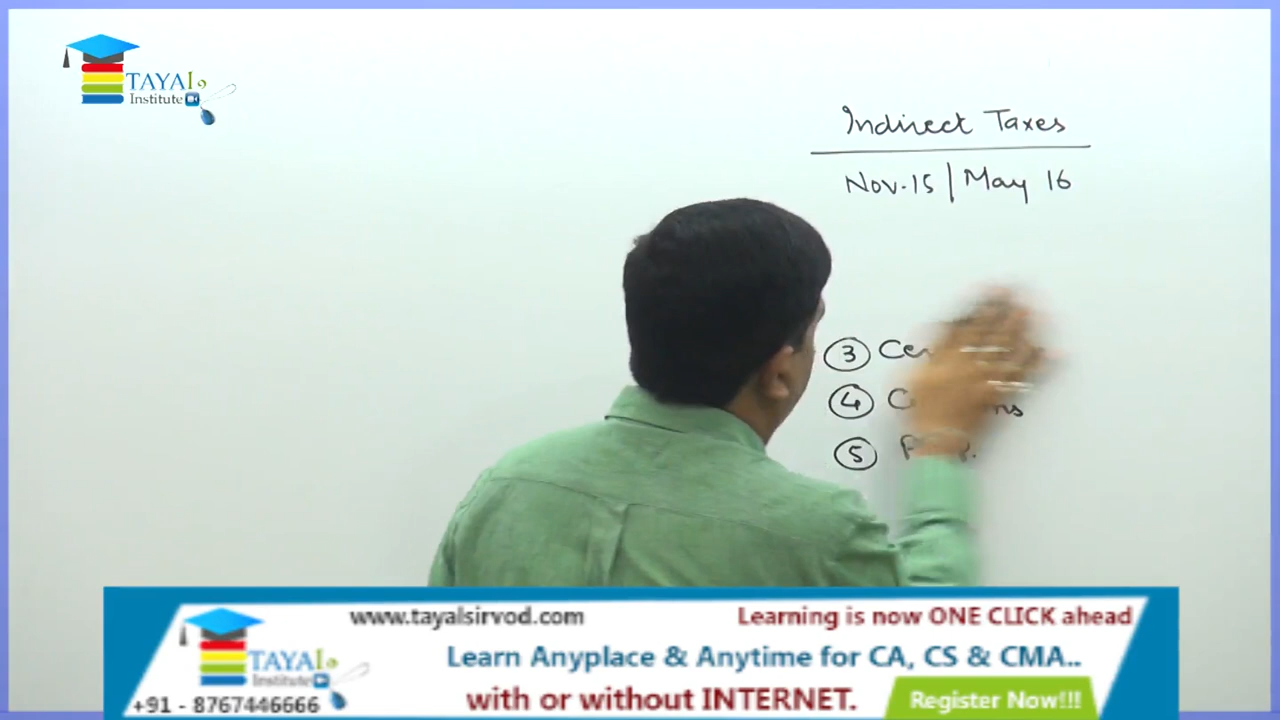 TAYAL
Institute
Indirect Taxes
Nov-15 | May 16
3
4
5
www.tayalsirvod.com
Learning is now ONE CLICK ahead
TAYAL
Institute
Learn Anyplace & Anytime for CA, CS & CMA..
+91 - 8767446666
with or without INTERNET.
Register Now!!!